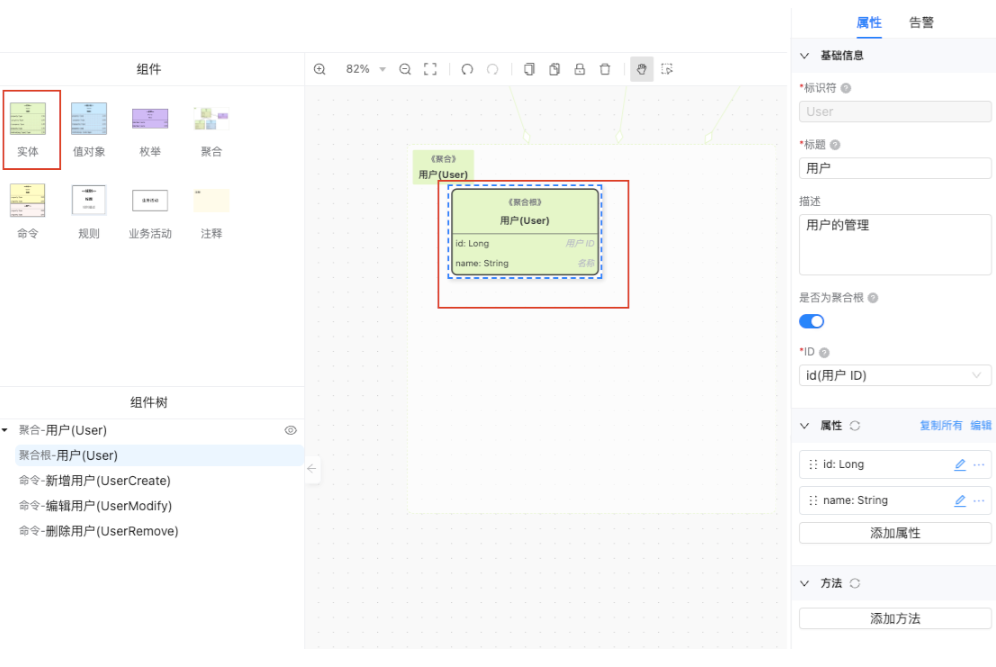 组件
实体
值对象
枚举
聚合
命令
规则
业务活动
业务活动
注释
组件树
聚合-用户(User)
聚合根-用户(User)
命令-新增用户(UserCreate)
命令-编辑用户(UserModify)
命令-删除用户(UserRemove)
82%
《聚合》
用户(User)
《聚合根》
用户(User)
id: Long 用户 ID
name: String 名称
属性 告警
基础信息
*标识符
User
*标题
用户
描述
用户的管理
是否为聚合根
*ID
id(用户 ID)
属性 复制所有 编辑
id: Long
name: String
添加属性
方法
添加方法